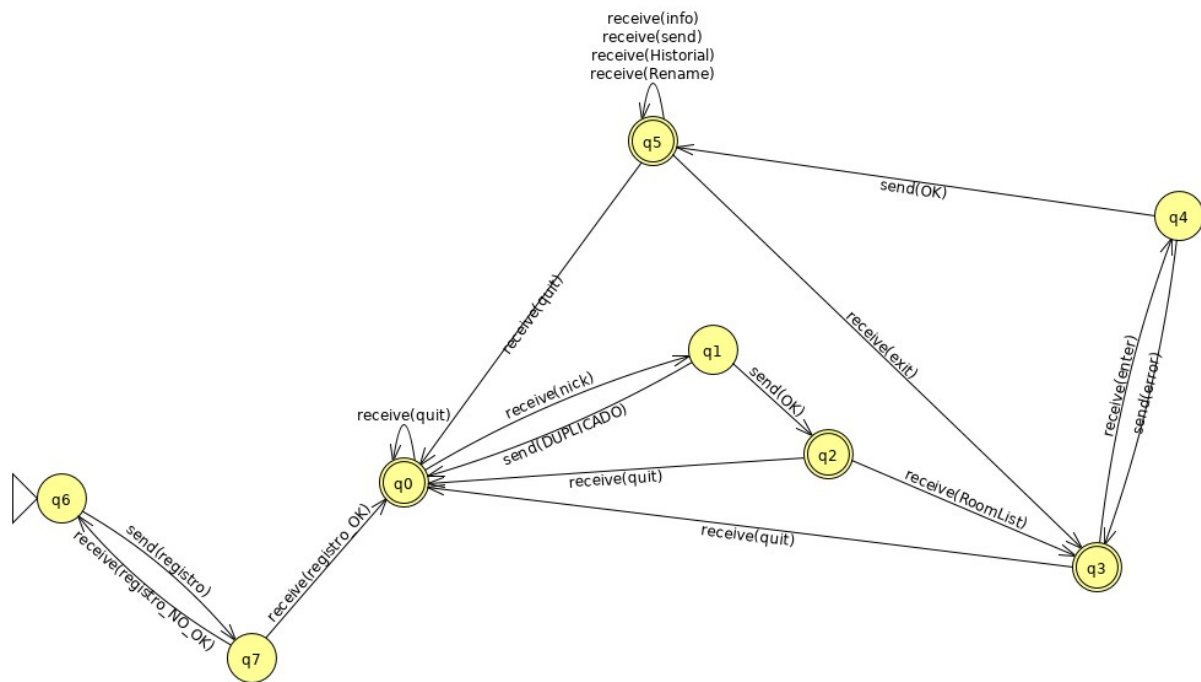 receive(info)
receive(send)
receive(Historial)
receive(Rename)
q5
send(OK)
q4
receive(quit)
receive(exit)
receive(enter)
send(error)
q1
receive(nick)
send(DUPLICADO)
send(OK)
receive(quit)
q0
q2
receive(quit)
receive(RoomList)
receive(quit)
q3
q6
send(registro)
receive(registro_NO_OK)
receive(registro_OK)
q7